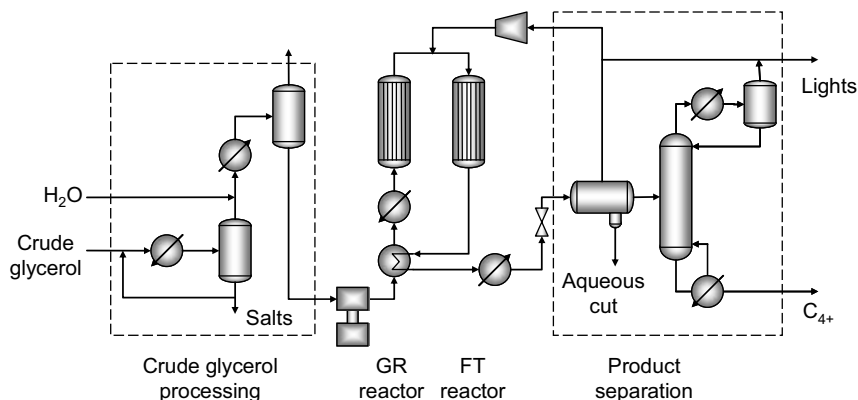 H₂O
Crude
glycerol
Salts
Crude glycerol
processing
GR
reactor
FT
reactor
Lights
Aqueous
cut
C₄₊
Product
separation